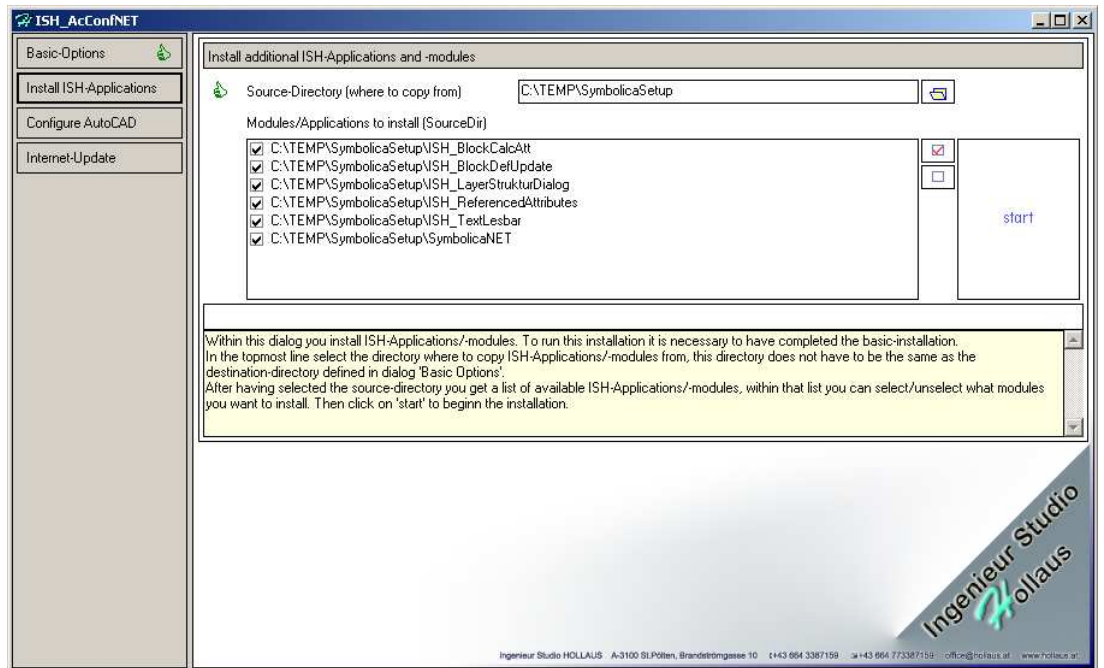 ISH_AcConfNET
Basic-Options
Install ISH-Applications
Configure AutoCAD
Internet-Update
Install additional ISH-Applications and -modules
Source-Directory (where to copy from)
C:\TEMP\SymbolicaSetup
Modules/Applications to install (SourceDir)
C:\TEMP\SymbolicaSetup\ISH_BlockCalcAtt
C:\TEMP\SymbolicaSetup\ISH_BlockDefUpdate
C:\TEMP\SymbolicaSetup\ISH_LayerStrukturDialog
C:\TEMP\SymbolicaSetup\ISH_ReferencedAttributes
C:\TEMP\SymbolicaSetup\ISH_TextLesbar
C:\TEMP\SymbolicaSetup\SymbolicaNET
start
Within this dialog you install ISH-Applications/-modules. To run this installation it is necessary to have completed the basic-installation.
In the topmost line select the directory where to copy ISH-Applications/-modules from, this directory does not have to be the same as the
destination-directory defined in dialog 'Basic Options'.
After having selected the source-directory you get a list of available ISH-Applications/-modules, within that list you can select/unselect what modules
you want to install. Then click on 'start' to beginn the installation.
Ingenieur Studio
Hollaus
Ingenieur Studio HOLLAUS A-3100 St.Pölten, Brandströmgasse 10 +43 664 3387159 +43 664 773387159 office@hollaus.at www.hollaus.at